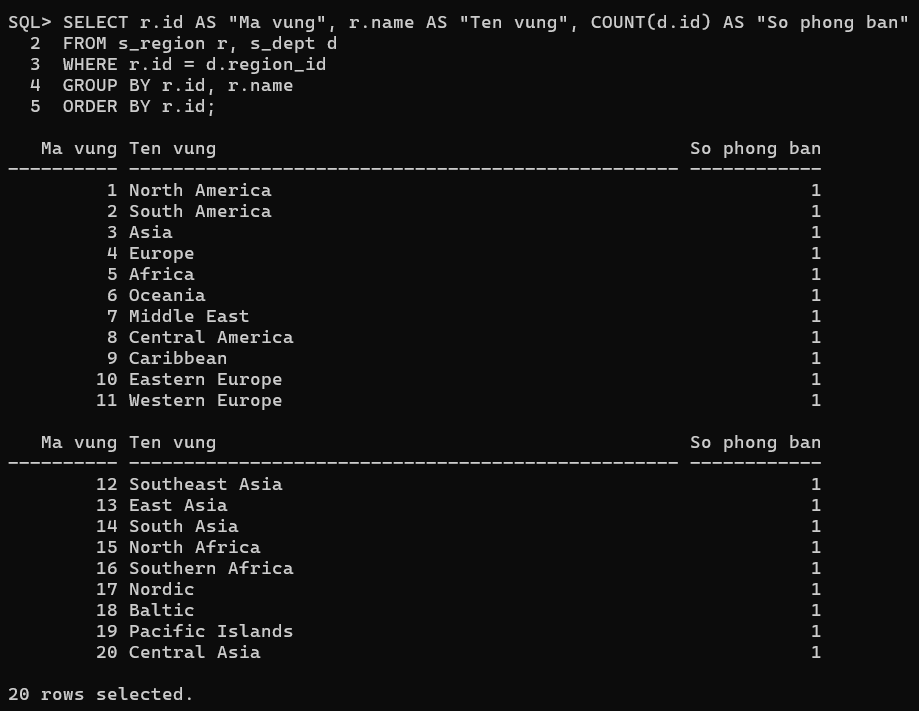 SQL> SELECT r.id AS "Ma vung", r.name AS "Ten vung", COUNT(d.id) AS "So phong ban"
  2  FROM s_region r, s_dept d
  3  WHERE r.id = d.region_id
  4  GROUP BY r.id, r.name
  5  ORDER BY r.id;

   Ma vung Ten vung                                           So phong ban
---------- -------------------------------------------------- ------------
         1 North America                                                 1
         2 South America                                                 1
         3 Asia                                                          1
         4 Europe                                                        1
         5 Africa                                                        1
         6 Oceania                                                       1
         7 Middle East                                                   1
         8 Central America                                               1
         9 Caribbean                                                     1
        10 Eastern Europe                                                1
        11 Western Europe                                                1

   Ma vung Ten vung                                           So phong ban
---------- -------------------------------------------------- ------------
        12 Southeast Asia                                                1
        13 East Asia                                                     1
        14 South Asia                                                    1
        15 North Africa                                                  1
        16 Southern Africa                                               1
        17 Nordic                                                        1
        18 Baltic                                                        1
        19 Pacific Islands                                               1
        20 Central Asia                                                  1

20 rows selected.